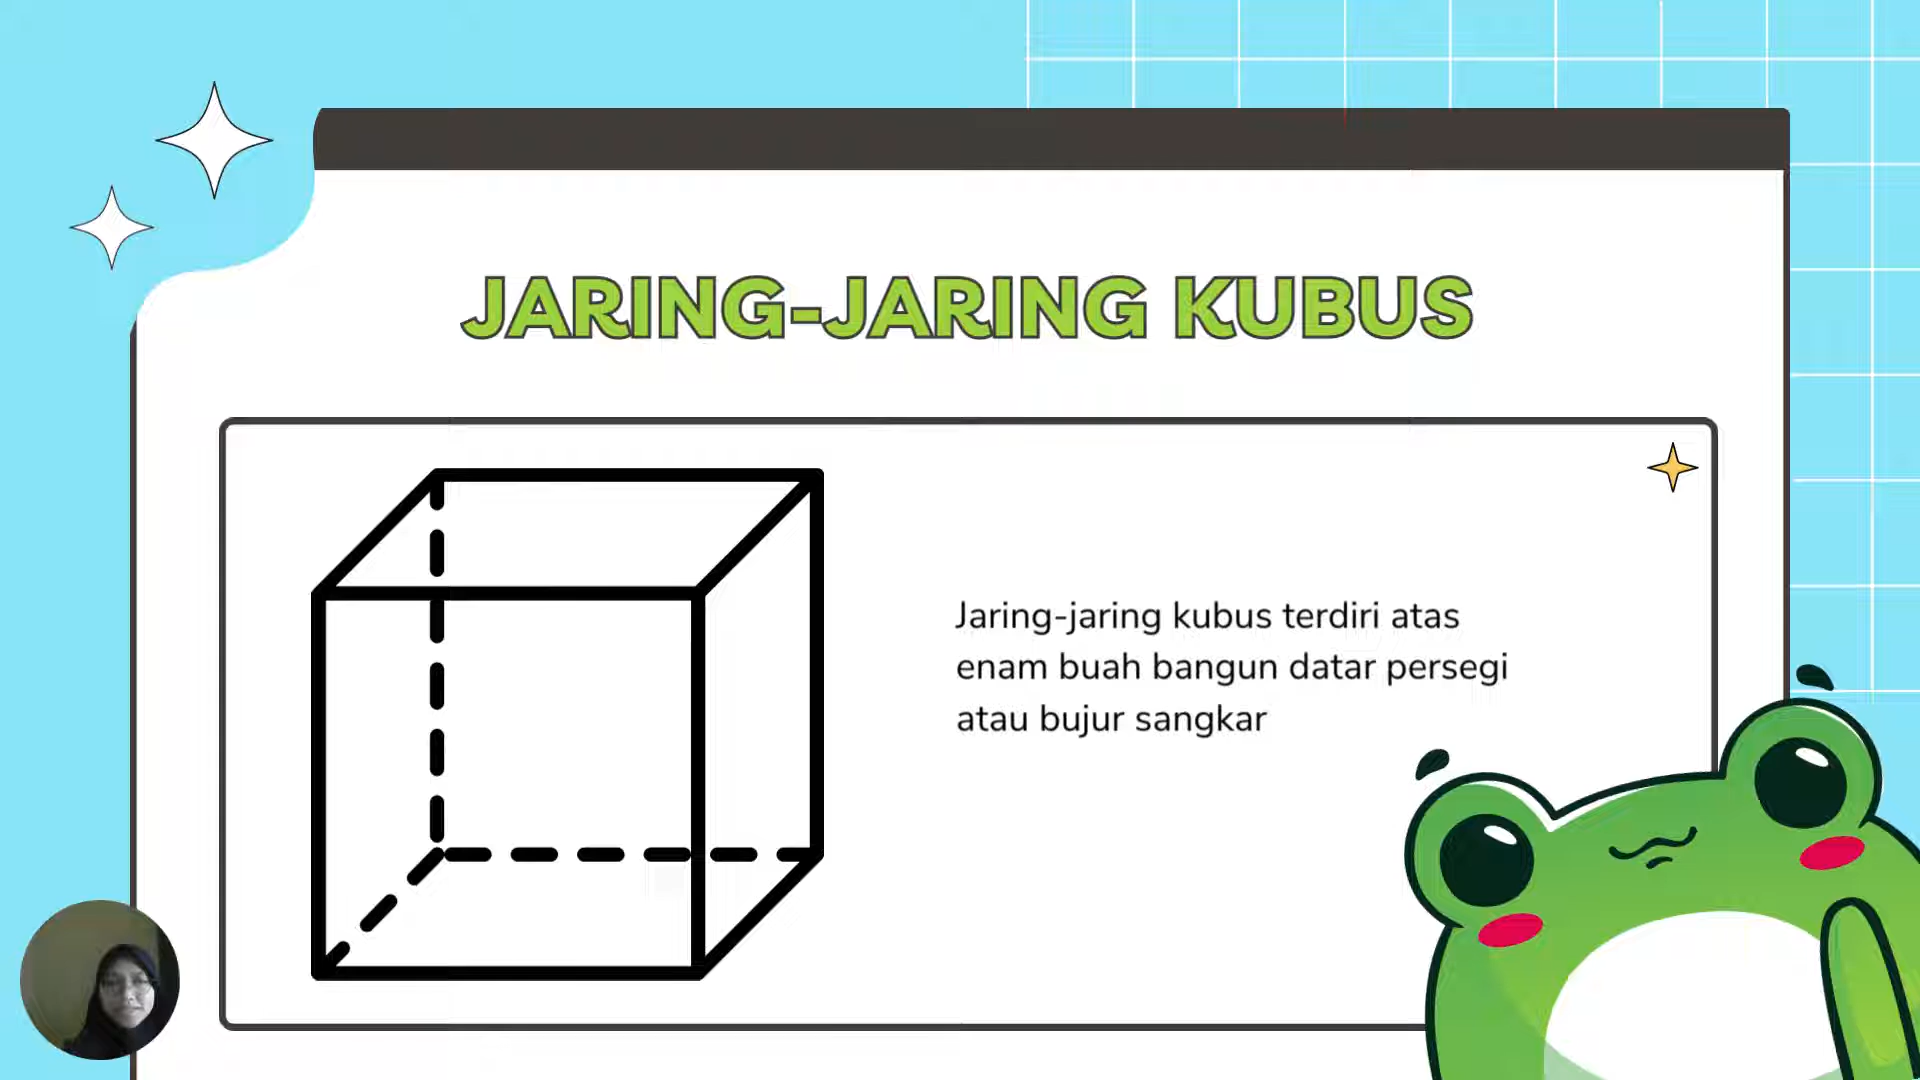 JARING-JARING KUBUS
Jaring-jaring kubus terdiri atas
enam buah bangun datar persegi
atau bujur sangkar